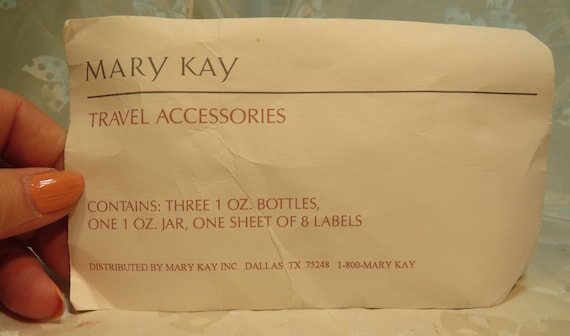 MARY KAY
TRAVEL ACCESSORIES
CONTAINS: THREE 1 OZ. BOTTLES,
ONE 1 OZ. JAR, ONE SHEET OF 8 LABELS
DISTRIBUTED BY MARY KAY INC. DALLAS, TX 75248 1-800-MARY KAY